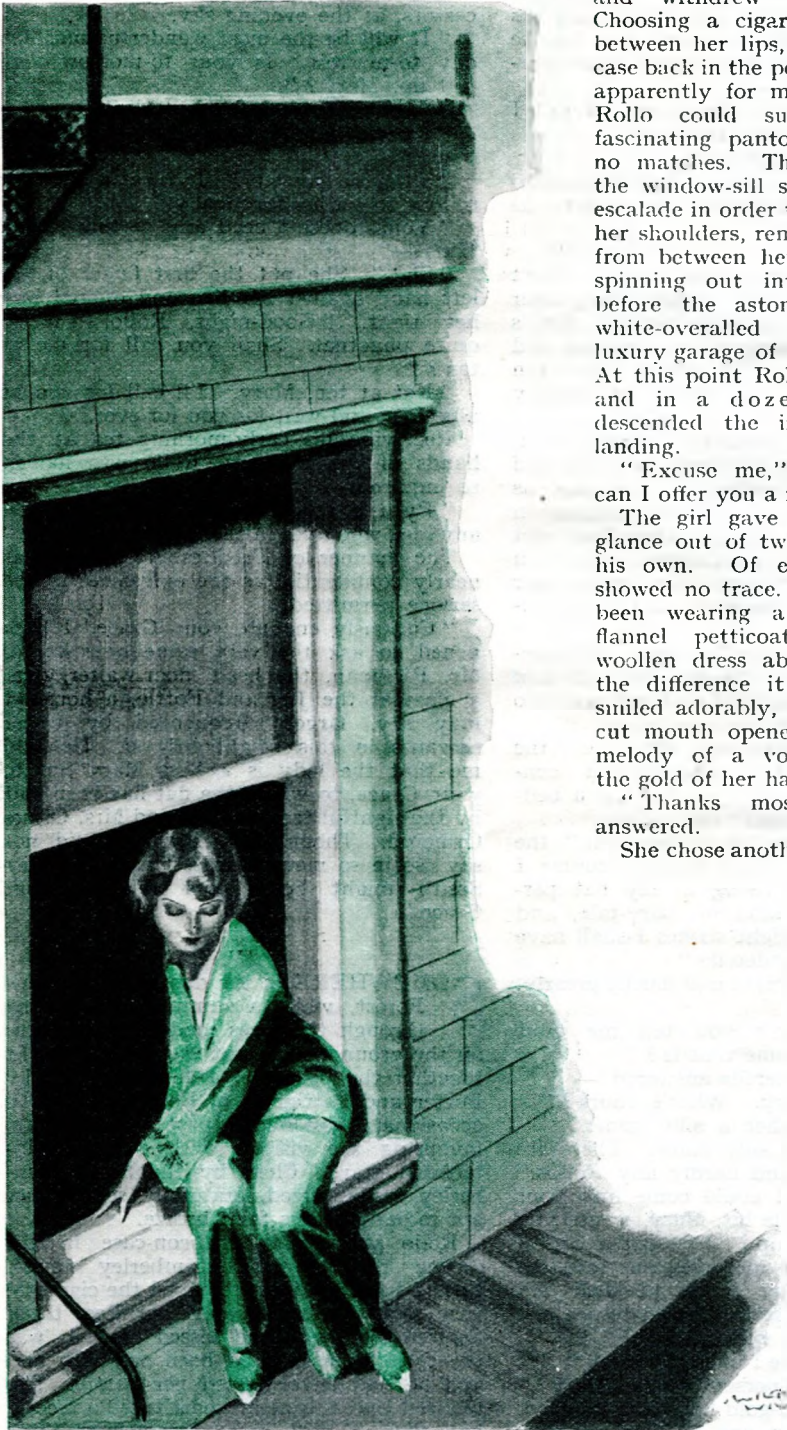 and withdrew
Choosing a cigar
between her lips,
case back in the po
apparently for m
Rollo could su
fascinating panto
no matches. Th
the window-sill s
escalade in order
her shoulders, rem
from between he
spinning out int
before the aston
white-overalled
luxury garage of
At this point Rol
and in a doze
descended the i
landing.
"Excuse me,"
can I offer you a
The girl gave
glance out of tw
his own. Of e
showed no trace.
been wearing a
flannel petticoat
woollen dress ab
the difference it
smiled adorably,
cut mouth opene
melody of a vo
the gold of her ha
"Thanks mos
answered.
She chose anoth